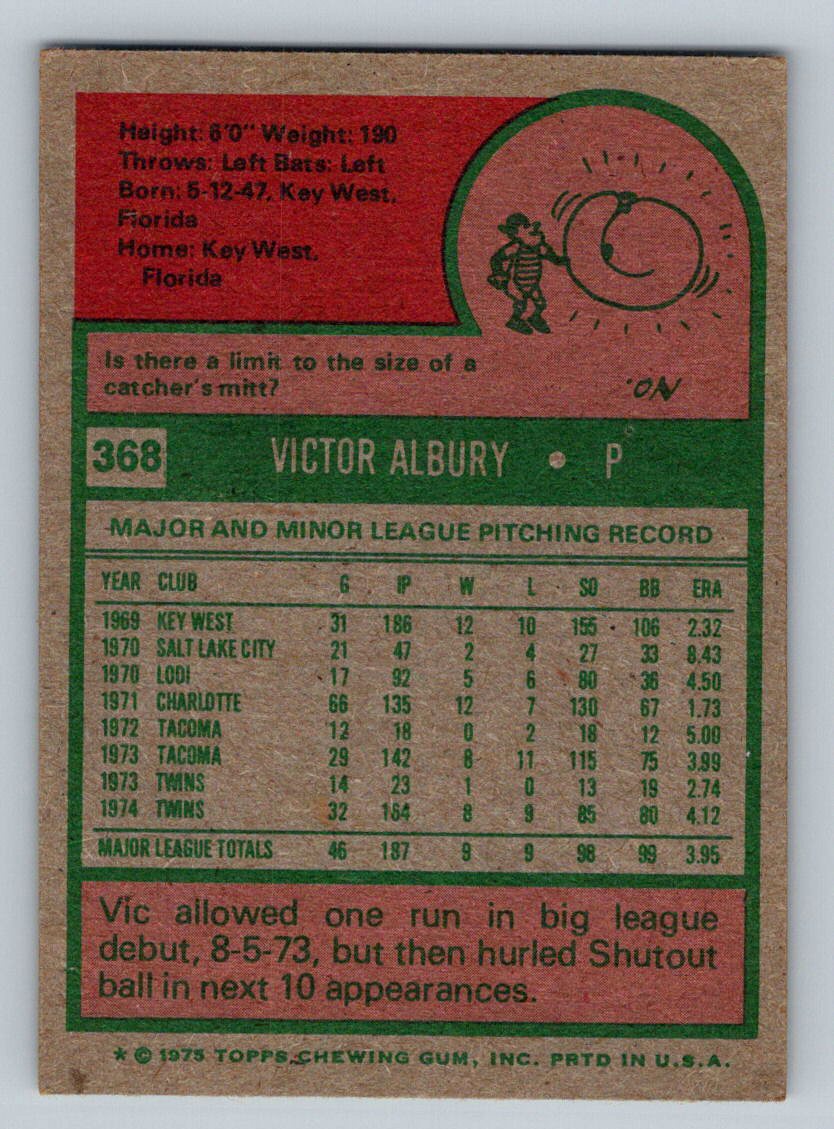 Height: 6'0" Weight: 190
Throws: Left Bats: Left
Born: 5-12-47, Key West,
Florida
Home: Key West,
Florida
Is there a limit to the size of a
catcher's mitt?
NO.
368 VICTOR ALBURY • P
MAJOR AND MINOR LEAGUE PITCHING RECORD
YEAR CLUB G IP W L SO BB ERA
1969 KEY WEST 31 186 12 10 155 106 2.32
1970 SALT LAKE CITY 21 47 2 4 27 33 8.43
1970 LODI 17 92 5 6 80 36 4.50
1971 CHARLOTTE 66 135 12 7 130 67 1.73
1972 TACOMA 12 18 0 2 18 12 5.00
1973 TACOMA 29 142 8 11 115 75 3.99
1973 TWINS 14 23 1 0 13 19 2.74
1974 TWINS 32 164 8 9 85 80 4.12
MAJOR LEAGUE TOTALS 46 187 9 9 98 99 3.95
Vic allowed one run in big league
debut, 8-5-73, but then hurled Shutout
ball in next 10 appearances.
* © 1975 TOPPS CHEWING GUM, INC. PRTD IN U.S.A.